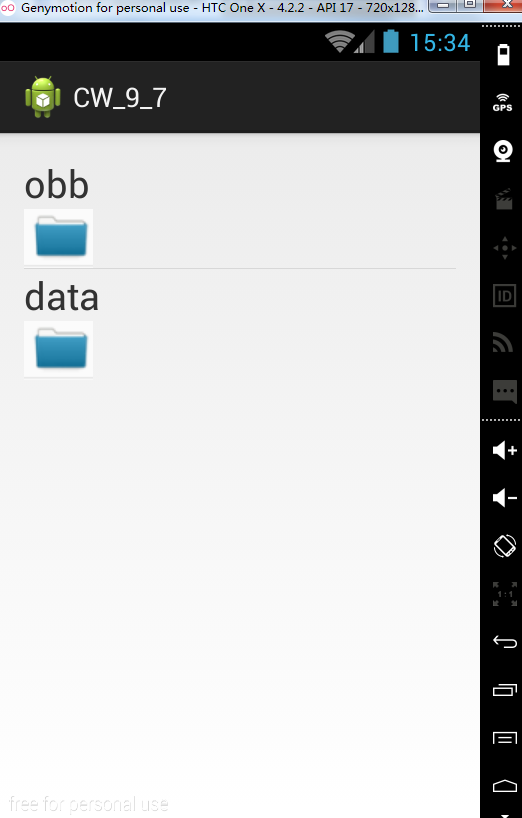 Genymotion for personal use - HTC One X - 4.2.2 - API 17 - 720x128...
15:34
CW_9_7
GPS
obb
ID
data
1:1
free for personal use